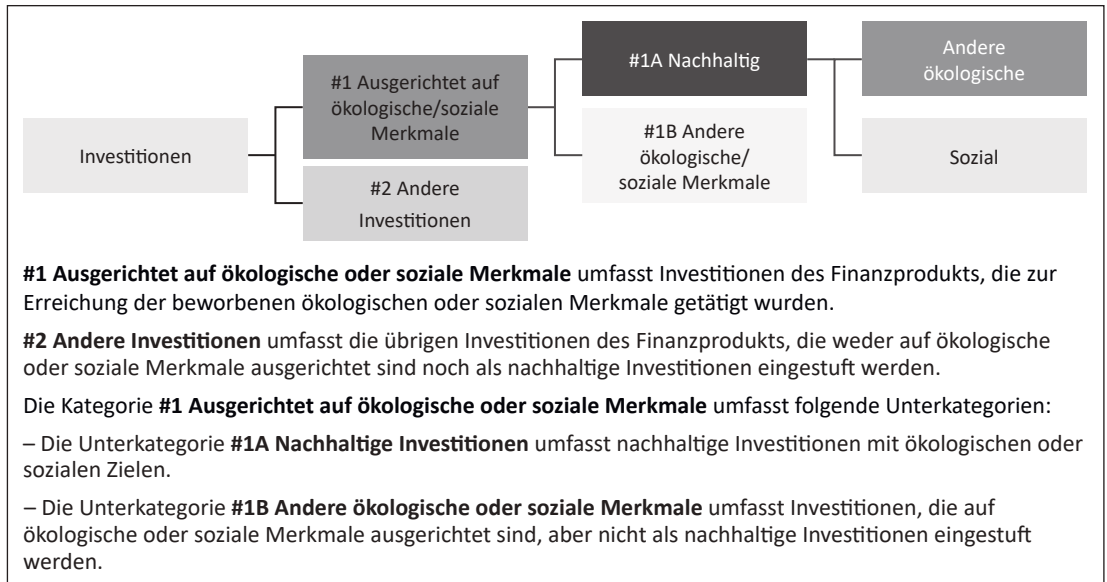 Investitionen
#1 Ausgerichtet auf
ökologische/soziale
Merkmale
#2 Andere
Investitionen
#1A Nachhaltig
#1B Andere
ökologische/
soziale Merkmale
Andere
ökologische
Sozial
#1 Ausgerichtet auf ökologische oder soziale Merkmale umfasst Investitionen des Finanzprodukts, die zur
Erreichung der beworbenen ökologischen oder sozialen Merkmale getätigt wurden.
#2 Andere Investitionen umfasst die übrigen Investitionen des Finanzprodukts, die weder auf ökologische
oder soziale Merkmale ausgerichtet sind noch als nachhaltige Investitionen eingestuft werden.
Die Kategorie #1 Ausgerichtet auf ökologische oder soziale Merkmale umfasst folgende Unterkategorien:
– Die Unterkategorie #1A Nachhaltige Investitionen umfasst nachhaltige Investitionen mit ökologischen oder
sozialen Zielen.
– Die Unterkategorie #1B Andere ökologische oder soziale Merkmale umfasst Investitionen, die auf
ökologische oder soziale Merkmale ausgerichtet sind, aber nicht als nachhaltige Investitionen eingestuft
werden.